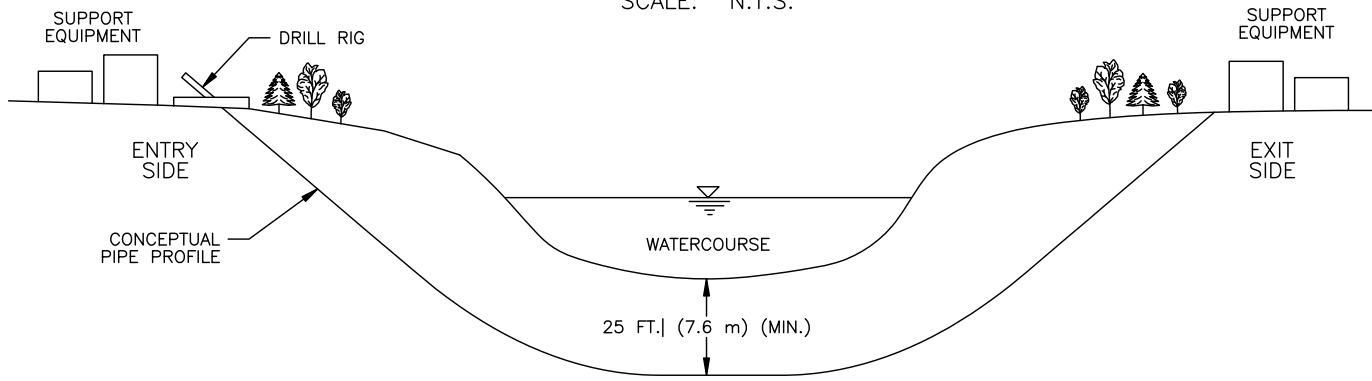 SCALE: N.T.S.
SUPPORT
EQUIPMENT
DRILL RIG
SUPPORT
EQUIPMENT
ENTRY
SIDE
EXIT
SIDE
CONCEPTUAL
PIPE PROFILE
WATERCOURSE
25 FT.| (7.6 m) (MIN.)